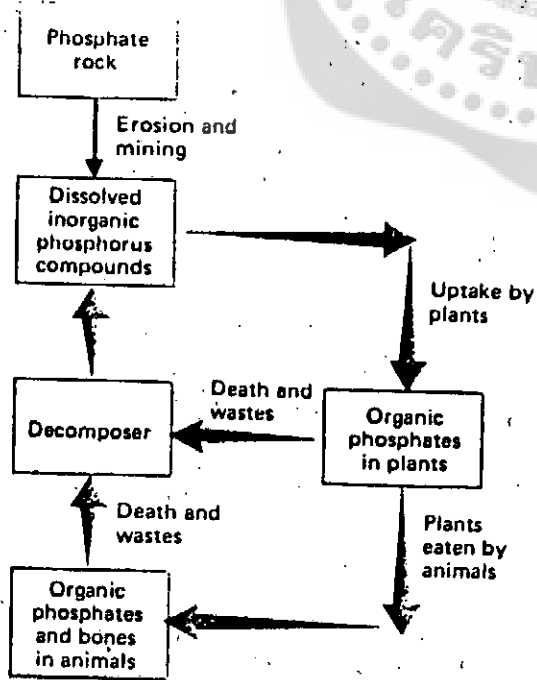 Phosphate
rock
Erosion and
mining
Dissolved
inorganic
phosphorus
compounds
Uptake by
plants
Death and
wastes
Organic
phosphates
in plants
Decomposer
Death and
wastes
Plants
eaten by
animals
Organic
phosphates
and bones
in animals